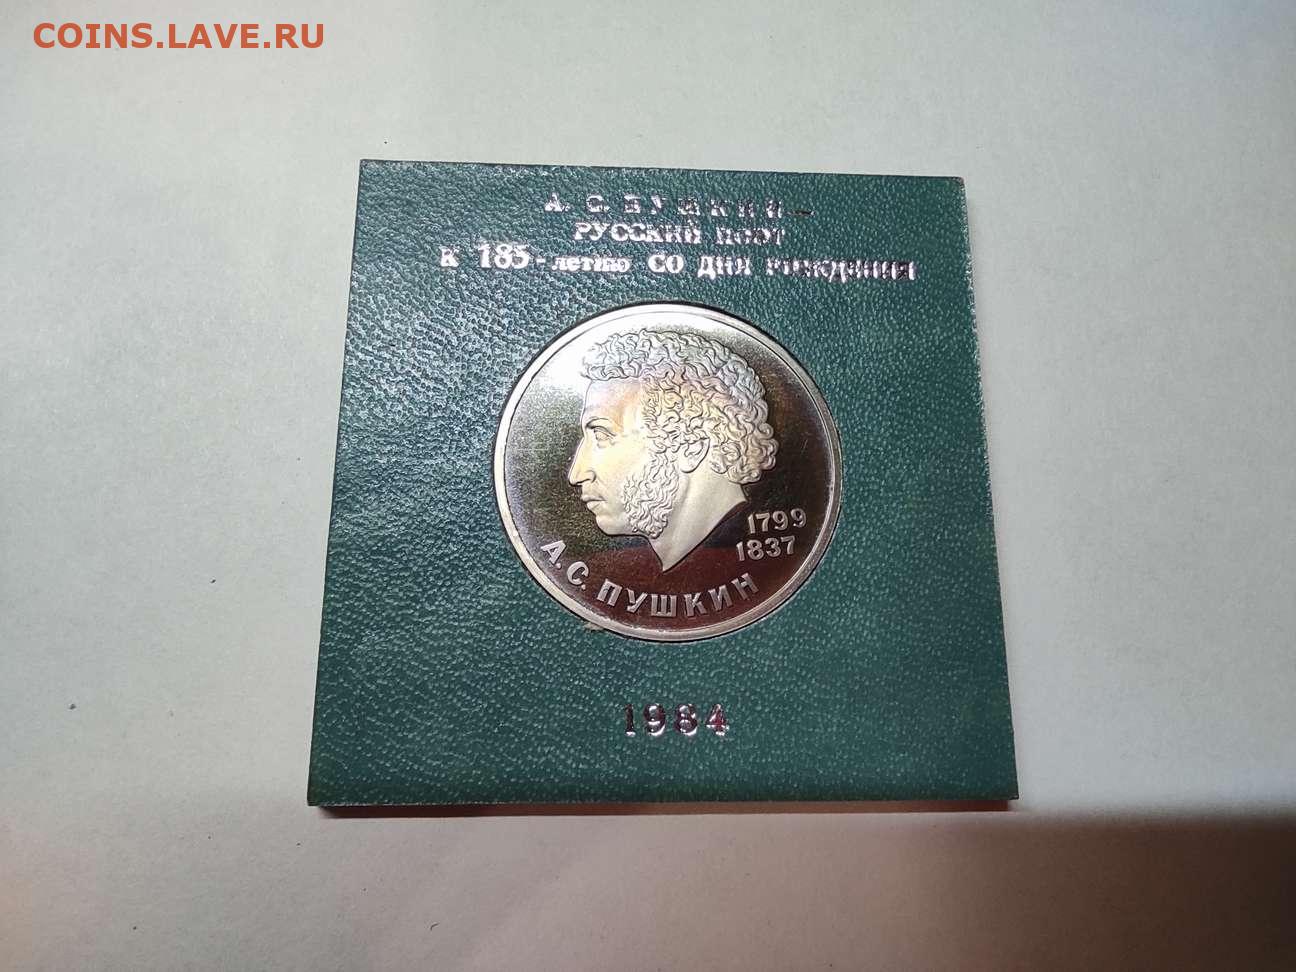 COINS.LAVE.RU
А. С. ПУШКИН —
РУССКИЙ ПОЭТ
К 185 - летию СО ДНЯ РОЖДЕНИЯ
1799
1837
А. С. ПУШКИН
1984